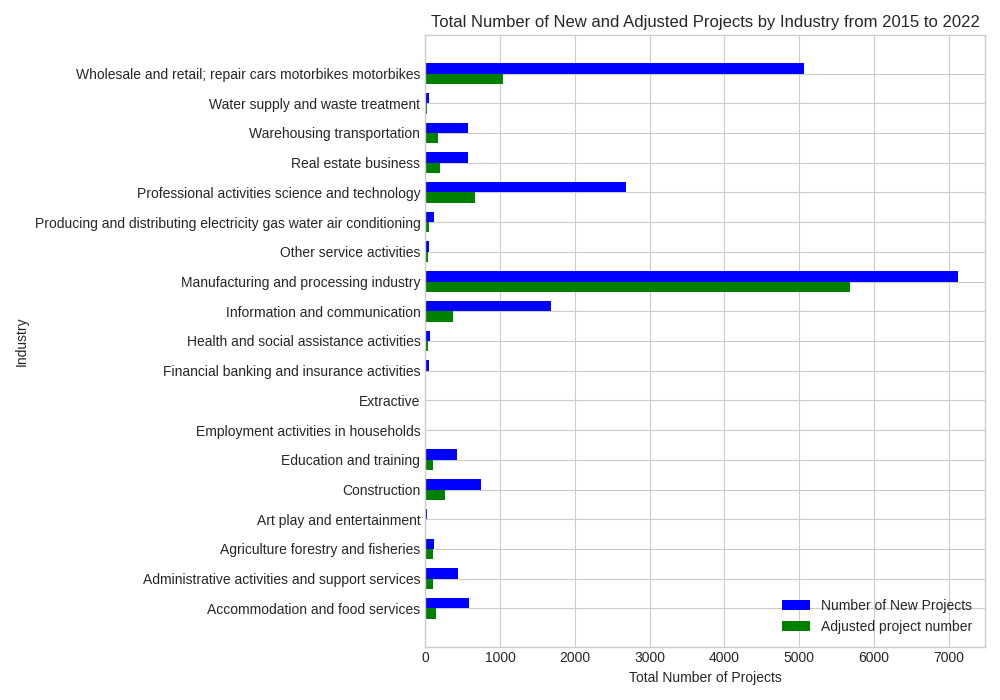 Total Number of New and Adjusted Projects by Industry from 2015 to 2022
Wholesale and retail; repair cars motorbikes motorbikes
Water supply and waste treatment
Warehousing transportation
Real estate business
Professional activities science and technology
Producing and distributing electricity gas water air conditioning
Other service activities
Manufacturing and processing industry
Information and communication
Health and social assistance activities
Financial banking and insurance activities
Extractive
Employment activities in households
Education and training
Construction
Art play and entertainment
Agriculture forestry and fisheries
Administrative activities and support services
Accommodation and food services
Industry
Number of New Projects
Adjusted project number
0 1000 2000 3000 4000 5000 6000 7000
Total Number of Projects